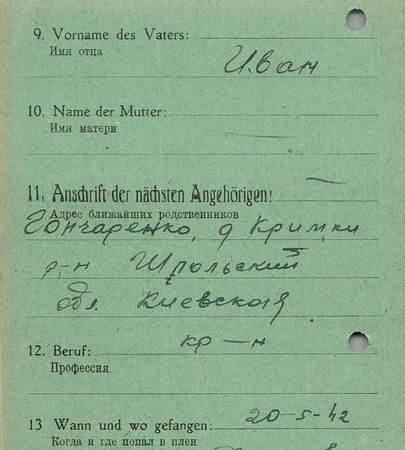 9. Vorname des Vaters:
Имя отца
Иван
10. Name der Mutter:
Имя матери
11. Anschrift der nächsten Angehörigen:
Адрес ближайших родственников
Гончаренко, д Кримки
р-н Шпольский
обл. Киевская
12. Beruf: кр-н
Профессия
13 Wann und wo gefangen: 20-5-42
Когда и где попал в плен